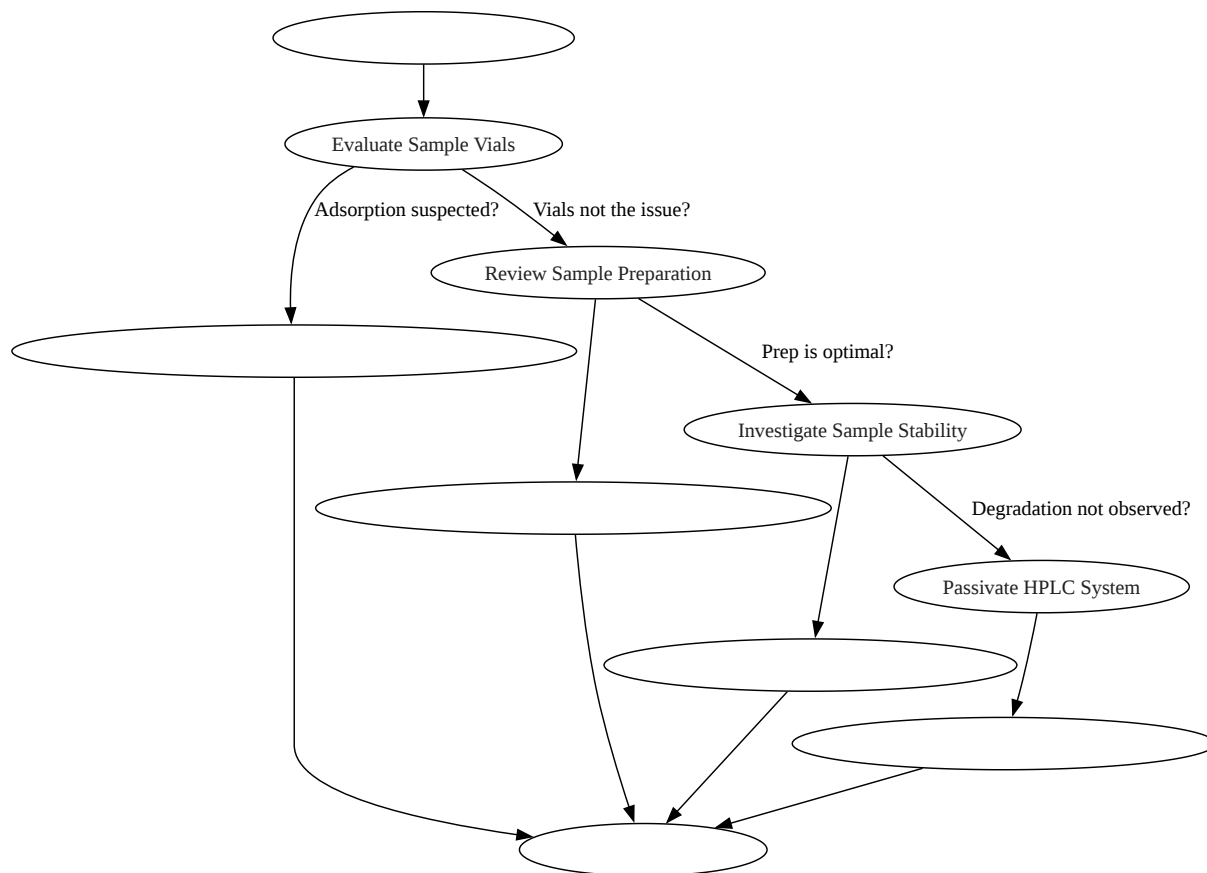 Evaluate Sample Vials
Adsorption suspected?
Vials not the issue?
Review Sample Preparation
Prep is optimal?
Investigate Sample Stability
Degradation not observed?
Passivate HPLC System